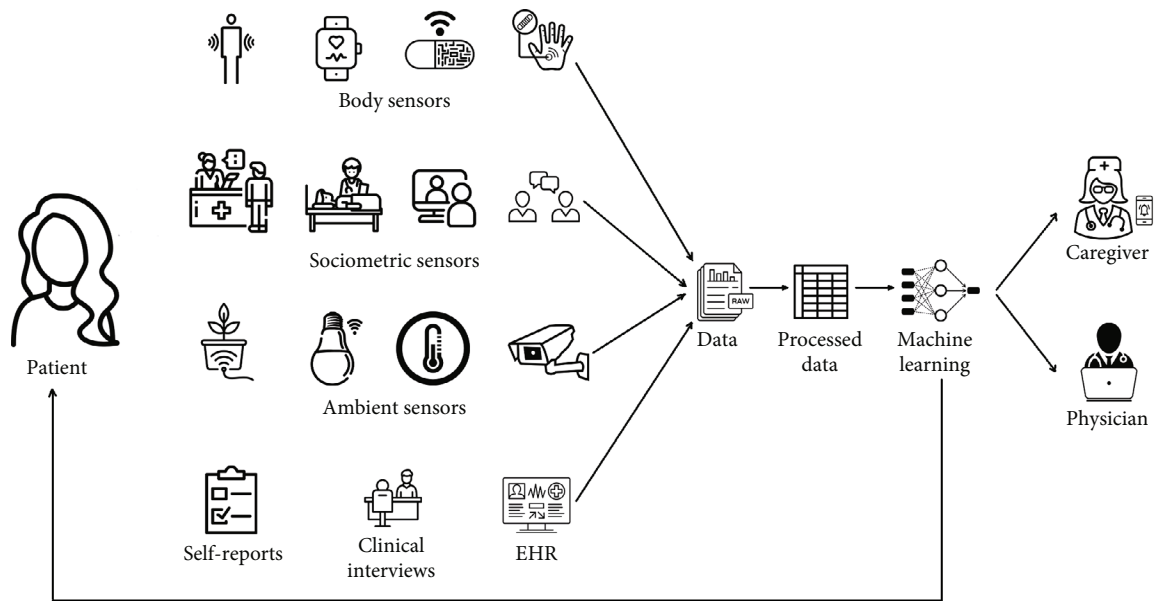 Body sensors
Sociometric sensors
Patient
Ambient sensors
Self-reports
Clinical
interviews
EHR
RAW
Data
Processed
data
Machine
learning
Caregiver
Physician